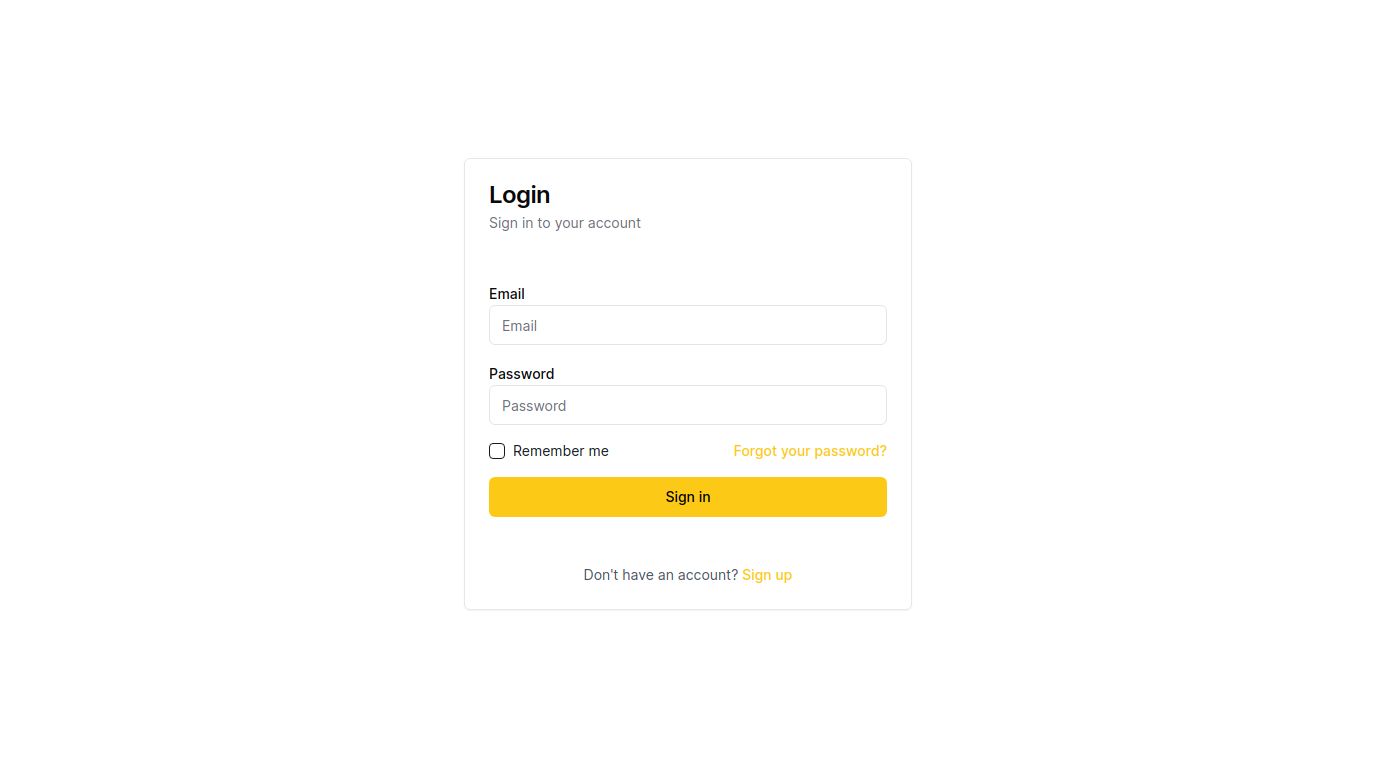 Login
Sign in to your account
Email
Email
Password
Password
Remember me Forgot your password?
Sign in
Don't have an account? Sign up